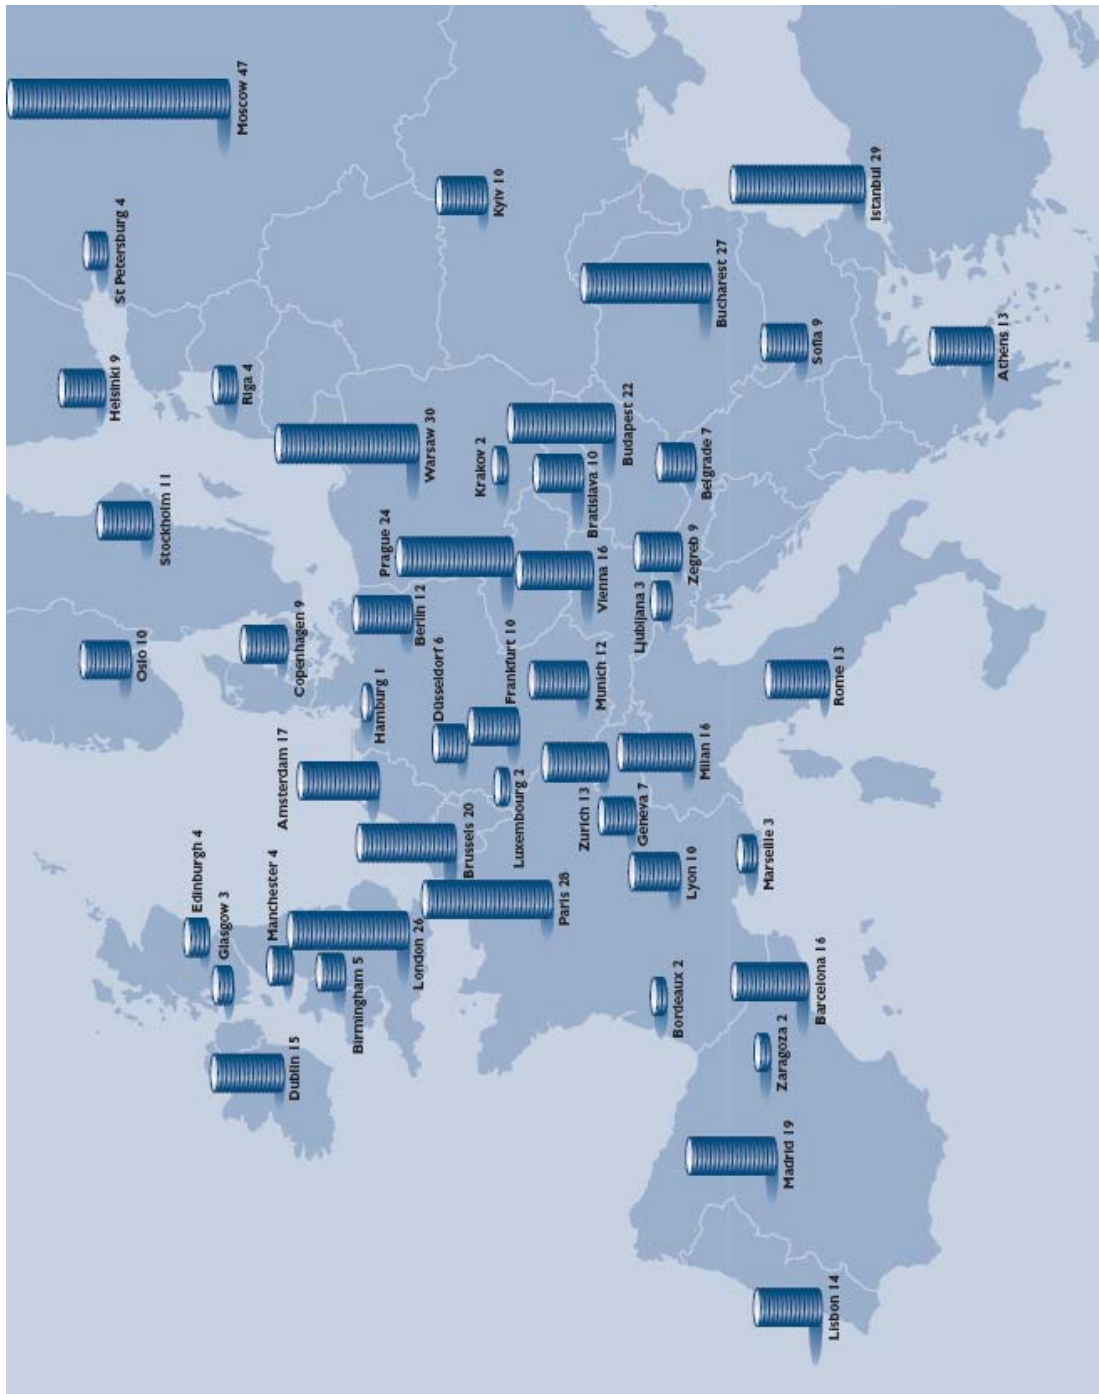 Moscow 47
St Petersburg 4
Helsinki 9
Stockholm 11
Oslo 10
Riga 4
Copenhagen 9
Edinburgh 4
Glasgow 3
Manchester 4
Dublin 15
Birmingham 5
London 26
Amsterdam 17
Hamburg 1
Berlin 12
Warsaw 30
Kyiv 10
Brussels 20
Düsseldorf 6
Prague 24
Krakov 2
Frankfurt 10
Luxembourg 2
Paris 28
Bratislava 10
Budapest 22
Vienna 16
Munich 12
Zurich 13
Geneva 7
Milan 16
Ljubljana 3
Zegreb 9
Belgrade 7
Bucharest 27
Istanbul 29
Sofia 9
Athens 13
Rome 13
Lyon 10
Marseille 3
Bordeaux 2
Barcelona 16
Zaragoza 2
Madrid 19
Lisbon 14